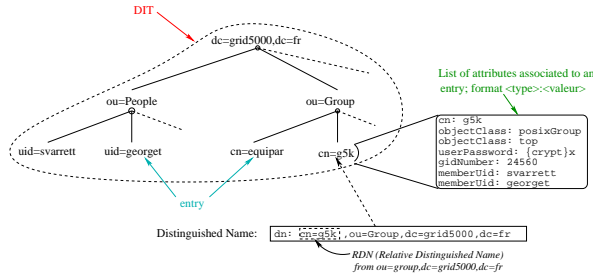 DIT
dc=grid5000,dc=fr
List of attributes associated to an
entry; format <type>:<valeur>
ou=People
ou=Group
cn: g5k
objectClass: posixGroup
objectClass: top
userPassword: {crypt}x
gidNumber: 24560
memberUid: svarrett
memberUid: georget
uid=svarrett
uid=georget
cn=equipar
cn=g5k
entry
Distinguished Name:
dn: cn=g5k ,ou=Group,dc=grid5000,dc=fr
RDN (Relative Distinguished Name)
from ou=group,dc=grid5000,dc=fr